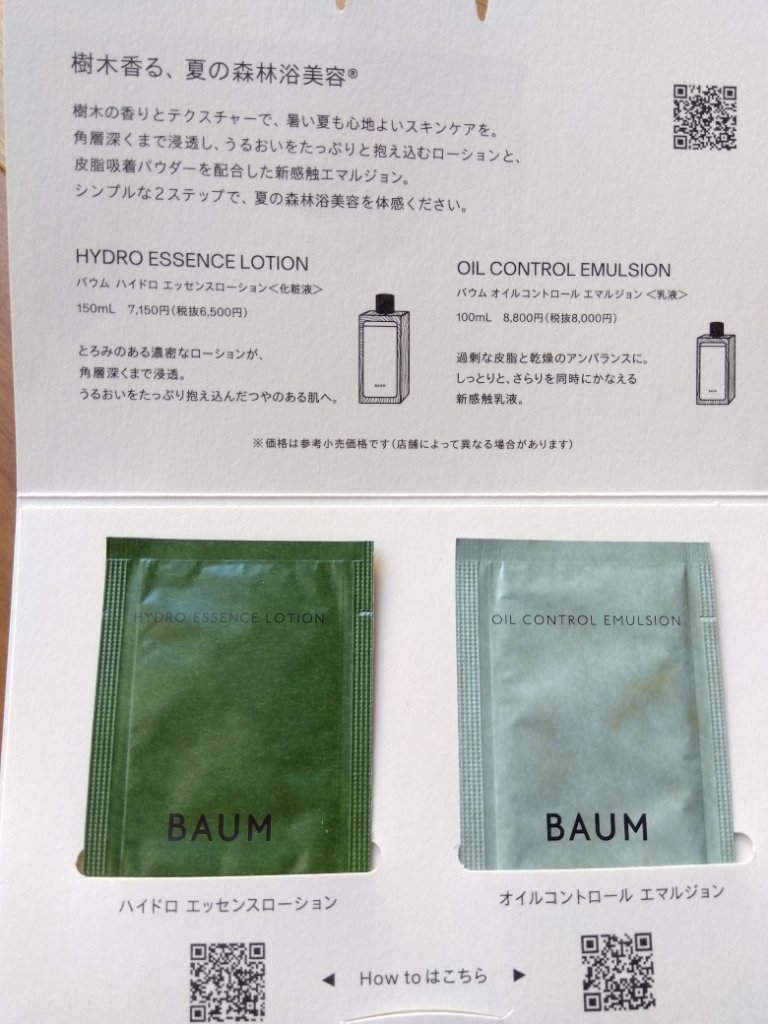 樹木香る、夏の森林浴美容®
樹木の香りとテクスチャーで、暑い夏も心地よいスキンケアを。
角層深くまで浸透し、うるおいをたっぷりと抱え込むローションと、
皮脂吸着パウダーを配合した新感触エマルジョン。
シンプルな2ステップで、夏の森林浴美容を体感ください。
HYDRO ESSENCE LOTION
バウム ハイドロ エッセンスローション<化粧液>
150mL 7,150円(税抜6,500円)
とろみのある濃密なローションが、
角層深くまで浸透。
うるおいをたっぷり抱え込んだつやのある肌へ。
BAUM
OIL CONTROL EMULSION
バウム オイルコントロール エマルジョン <乳液>
100mL 8,800円(税抜8,000円)
過剰な皮脂と乾燥のアンバランスに。
しっとりと、さらりを同時にかなえる
新感触乳液。
BAUM
※価格は参考小売価格です(店舗によって異なる場合があります)
HYDRO ESSENCE LOTION
BAUM
OIL CONTROL EMULSION
BAUM
ハイドロ エッセンスローション
オイルコントロール エマルジョン
◀ How toはこちら ▶